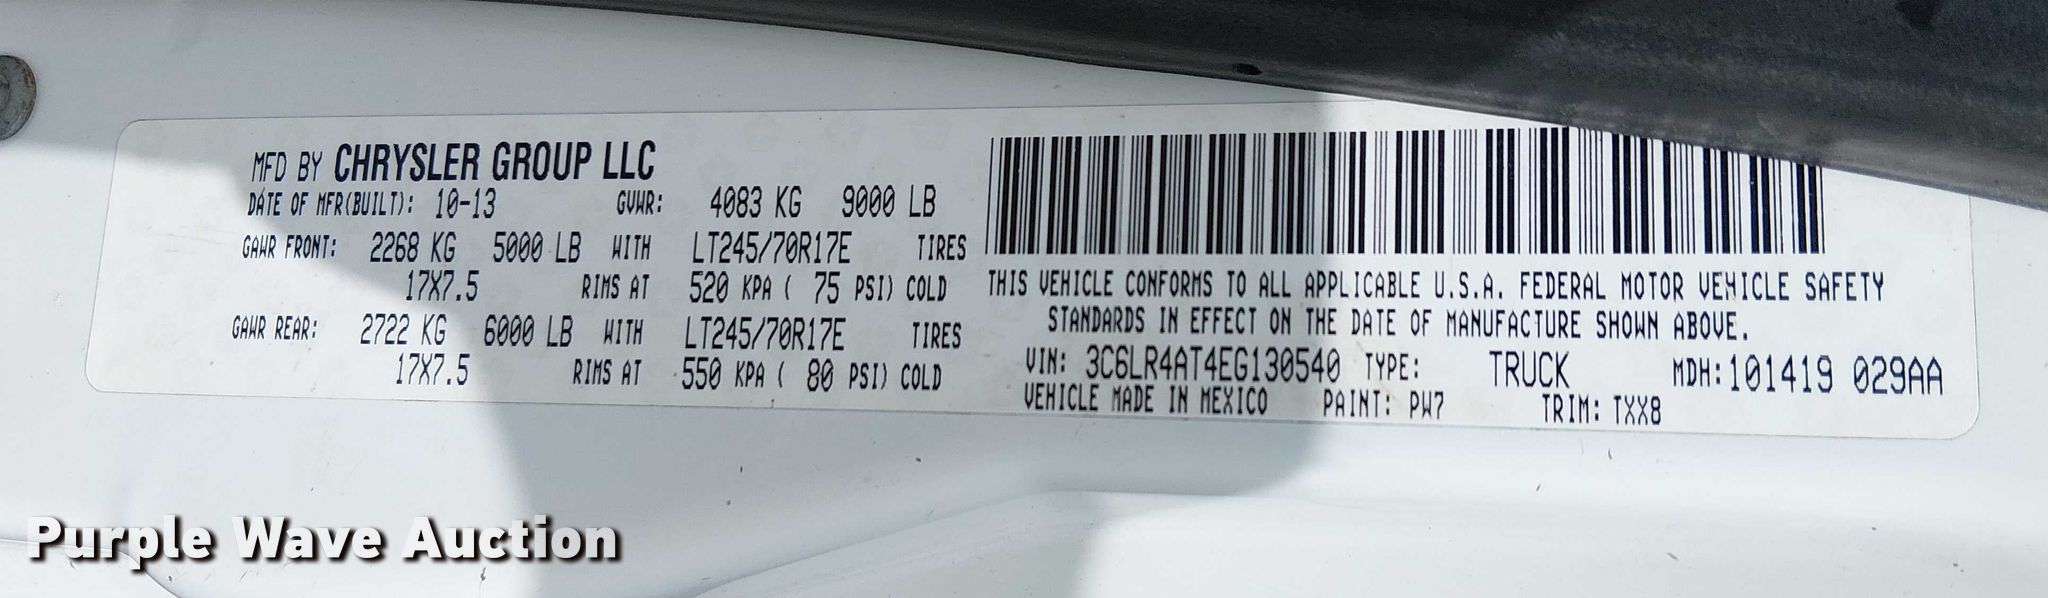 MFD BY CHRYSLER GROUP LLC
DATE OF MFR(BUILT): 10-13 GVWR: 4083 KG 9000 LB
GAWR FRONT: 2268 KG 5000 LB WITH LT245/70R17E TIRES
17X7.5 RIMS AT 520 KPA ( 75 PSI) COLD
GAWR REAR: 2722 KG 6000 LB WITH LT245/70R17E TIRES
17X7.5 RIMS AT 550 KPA ( 80 PSI) COLD
THIS VEHICLE CONFORMS TO ALL APPLICABLE U.S.A. FEDERAL MOTOR VEHICLE SAFETY
STANDARDS IN EFFECT ON THE DATE OF MANUFACTURE SHOWN ABOVE.
VIN: 3C6LR4AT4EG130540 TYPE: TRUCK MDH: 101419 029AA
VEHICLE MADE IN MEXICO PAINT: PW7 TRIM: TXX8
Purple Wave Auction